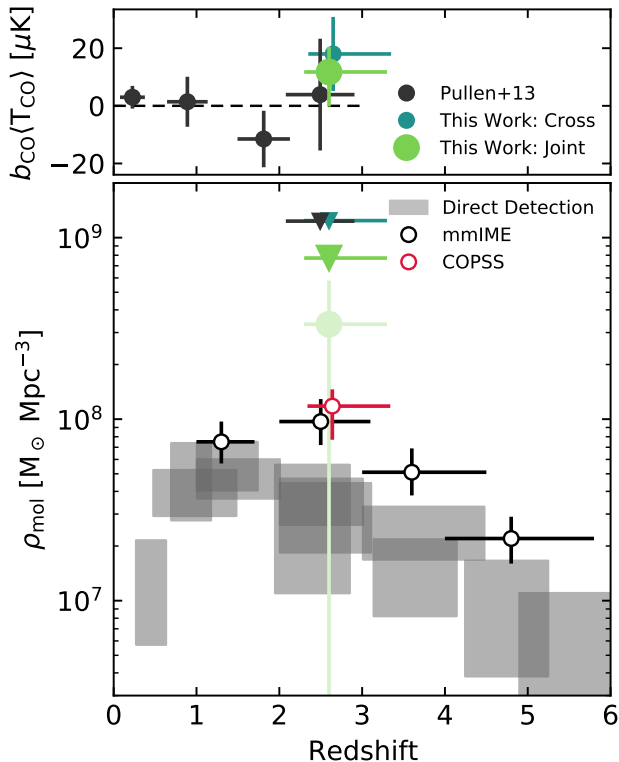 b_CO⟨T_CO⟩ [μK]
20
0
−20
Pullen+13
This Work: Cross
This Work: Joint
ρ_mol [M_⊙ Mpc^−3]
10^9
10^8
10^7
Direct Detection
mmIME
COPSS
0 1 2 3 4 5 6
Redshift